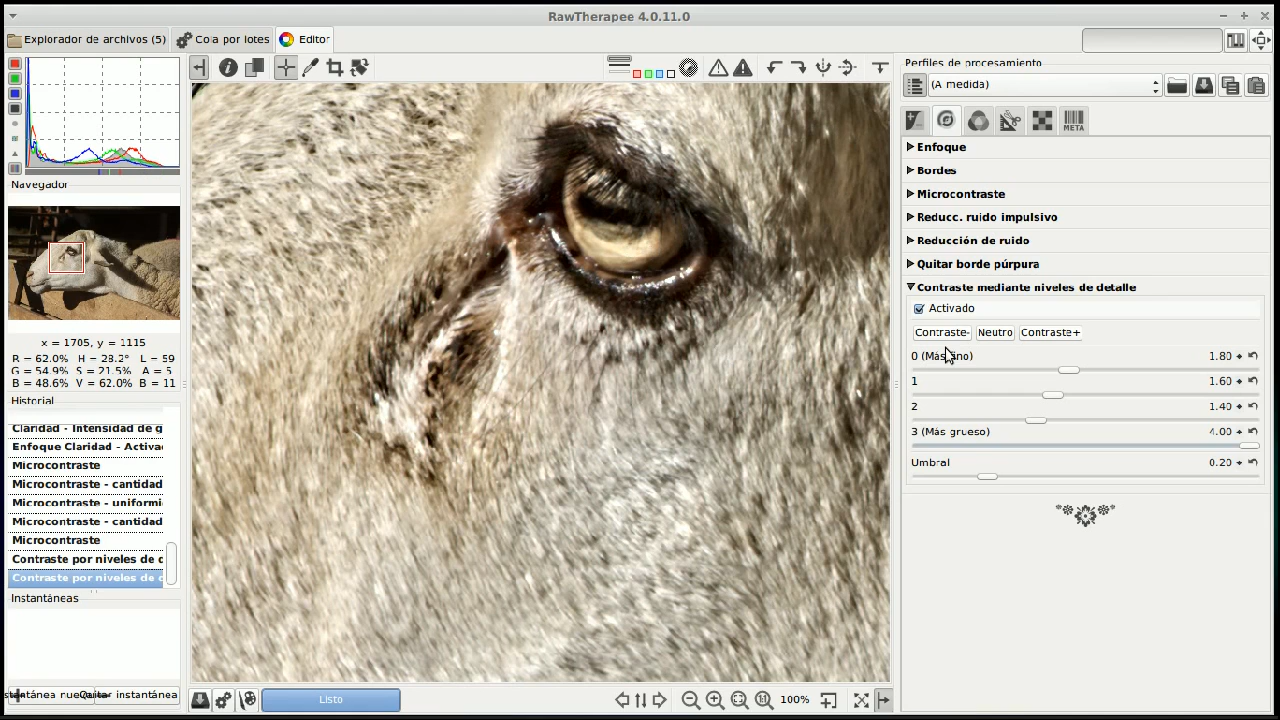 RawTherapee 4.0.11.0
Explorador de archivos (5)
Cola por lotes
Editor
Perfiles de procesamiento
(A medida)
META
Enfoque
Bordes
Microcontraste
Reducc. ruido impulsivo
Reducción de ruido
Quitar borde púrpura
Contraste mediante niveles de detalle
Activado
Contraste- Neutro Contraste+
0 (Más fino) 1.80
1 1.60
2 1.40
3 (Más grueso) 4.00
Umbral 0.20
Navegador
x = 1705, y = 1115
R = 62.0% H = 28.2° L = 59
G = 54.9% S = 21.5% A = 5
B = 48.6% V = 62.0% B = 11
Historial
Claridad - Intensidad de g
Enfoque Claridad - Activa
Microcontraste
Microcontraste - cantidad
Microcontraste - uniformi
Microcontraste - cantidad
Microcontraste
Contraste por niveles de
Contraste por niveles de
Instantáneas
instantánea
Listo
100%